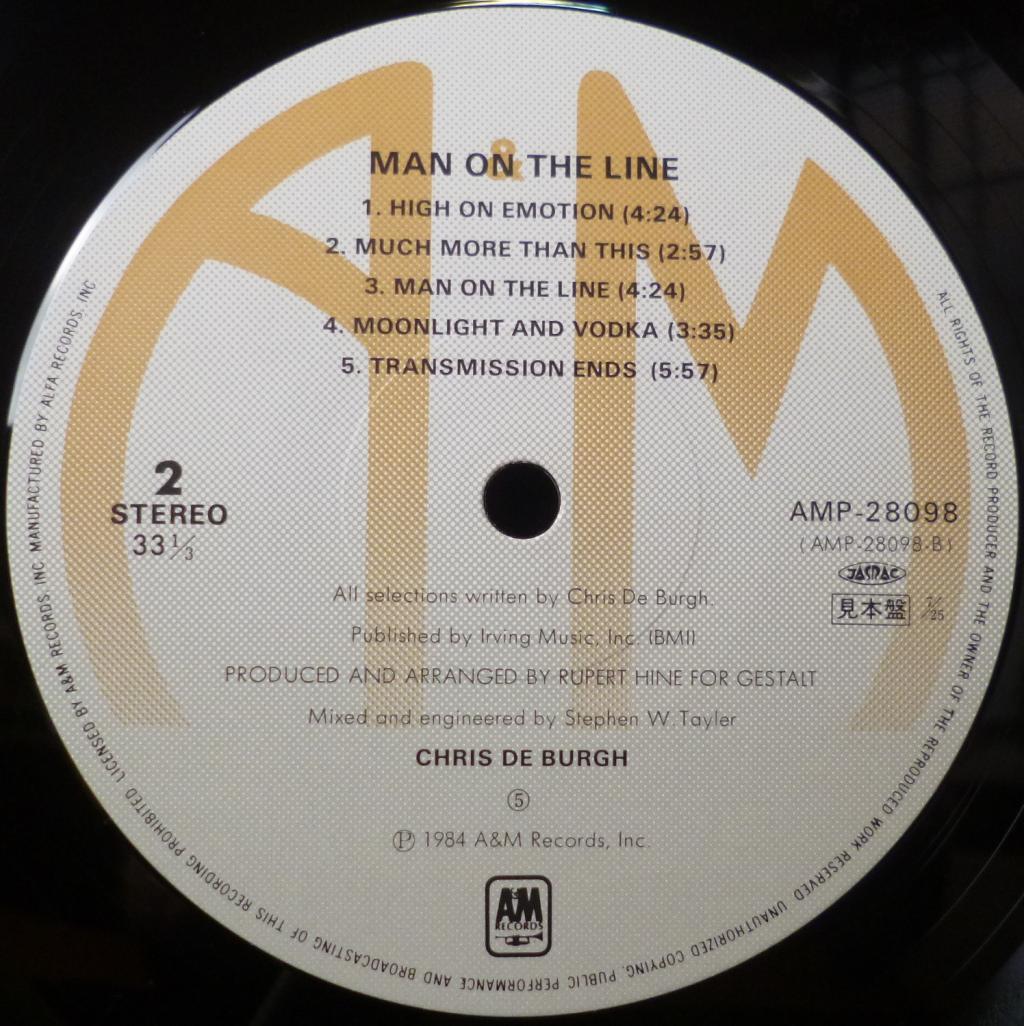 A&M
MAN ON THE LINE
1. HIGH ON EMOTION (4:24)
2. MUCH MORE THAN THIS (2:57)
3. MAN ON THE LINE (4:24)
4. MOONLIGHT AND VODKA (3:35)
5. TRANSMISSION ENDS (5:57)
2
STEREO
33 1/3
AMP-28098
(AMP-28098-B)
JASRAC
見本盤 7/25
All selections written by Chris De Burgh.
Published by Irving Music, Inc. (BMI)
PRODUCED AND ARRANGED BY RUPERT HINE FOR GESTALT
Mixed and engineered by Stephen W. Tayler
CHRIS DE BURGH
⑤
Ⓟ 1984 A&M Records, Inc.
A&M
RECORDS
ALL RIGHTS OF THE RECORD PRODUCER AND THE OWNER OF THE REPRODUCED WORK RESERVED. UNAUTHORIZED COPYING, PUBLIC PERFORMANCE AND BROADCASTING OF THIS RECORDING PROHIBITED. LICENSED BY A&M RECORDS, INC. MANUFACTURED BY ALFA RECORDS, INC.